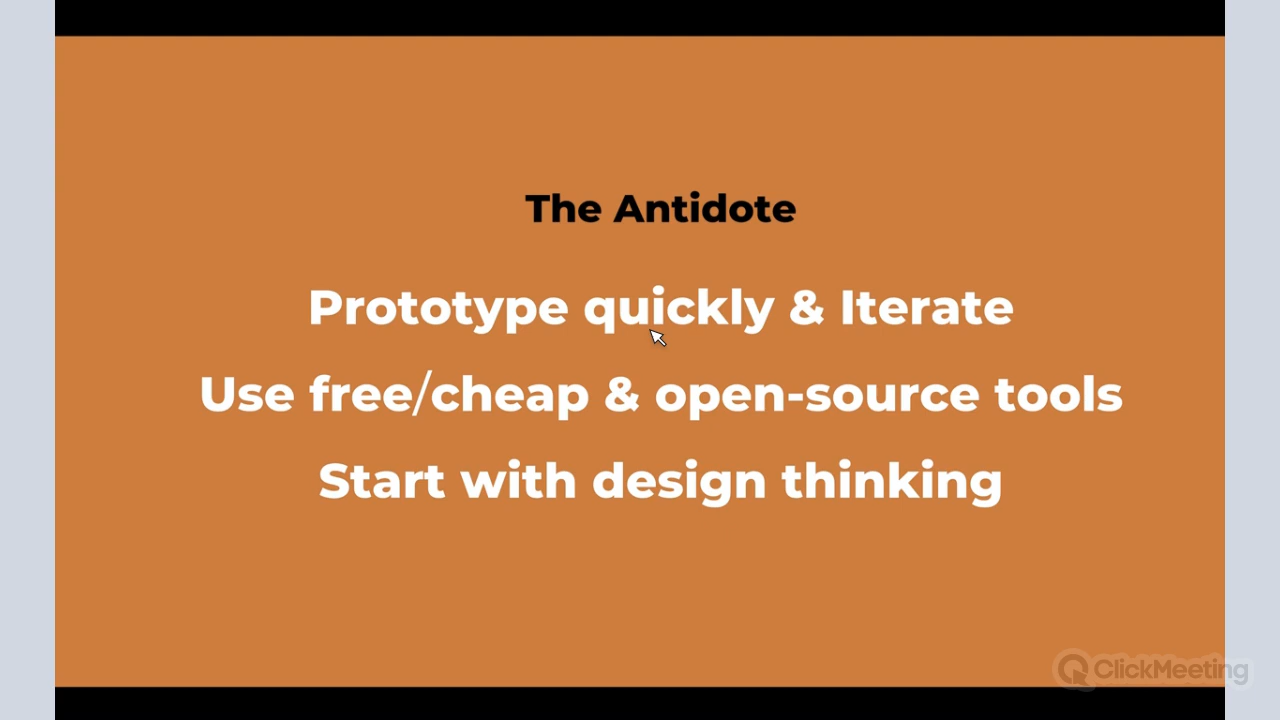 The Antidote
Prototype quickly & Iterate
Use free/cheap & open-source tools
Start with design thinking
ClickMeeting